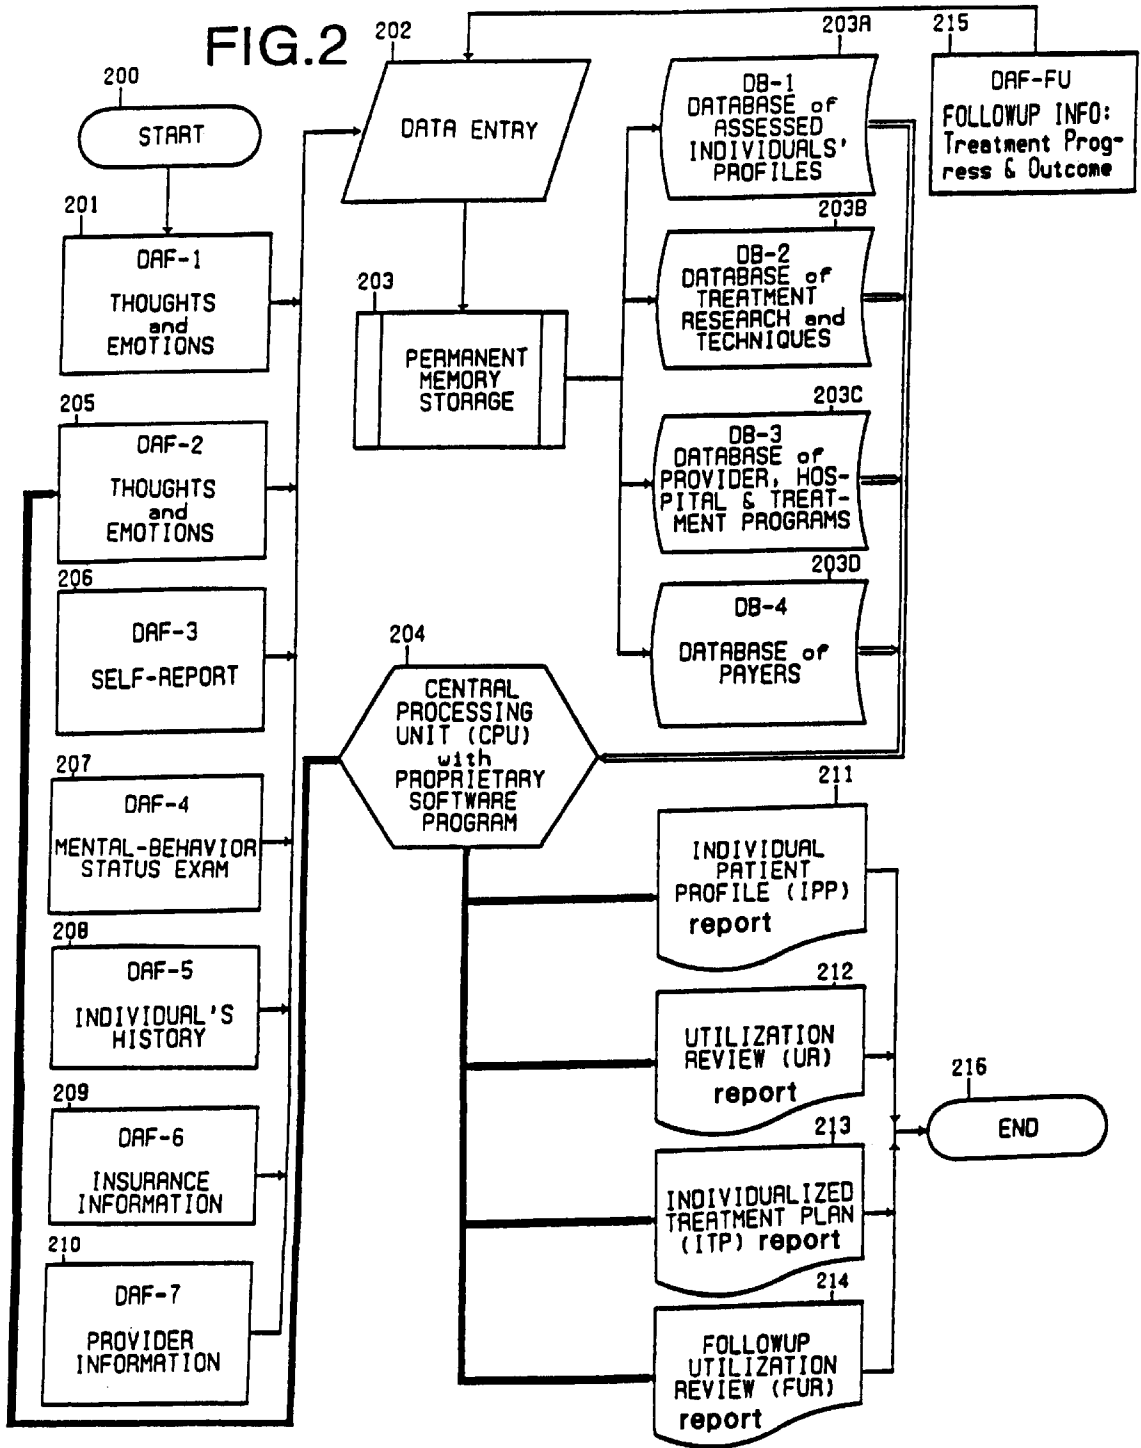 FIG.2
200
START
201
DAF-1
THOUGHTS
and
EMOTIONS
205
DAF-2
THOUGHTS
and
EMOTIONS
206
DAF-3
SELF-REPORT
207
DAF-4
MENTAL-BEHAVIOR
STATUS EXAM
208
DAF-5
INDIVIDUAL'S
HISTORY
209
DAF-6
INSURANCE
INFORMATION
210
DAF-7
PROVIDER
INFORMATION
202
DATA ENTRY
203
PERMANENT
MEMORY
STORAGE
204
CENTRAL
PROCESSING
UNIT (CPU)
with
PROPRIETARY
SOFTWARE
PROGRAM
203A
DB-1
DATABASE of
ASSESSED
INDIVIDUALS'
PROFILES
203B
DB-2
DATABASE of
TREATMENT
RESEARCH and
TECHNIQUES
203C
DB-3
DATABASE of
PROVIDER, HOS-
PITAL & TREAT-
MENT PROGRAMS
203D
DB-4
DATABASE of
PAYERS
215
DAF-FU
FOLLOWUP INFO:
Treatment Prog-
ress & Outcome
211
INDIVIDUAL
PATIENT
PROFILE (IPP)
report
212
UTILIZATION
REVIEW (UR)
report
213
INDIVIDUALIZED
TREATMENT PLAN
(ITP) report
214
FOLLOWUP
UTILIZATION
REVIEW (FUR)
report
216
END